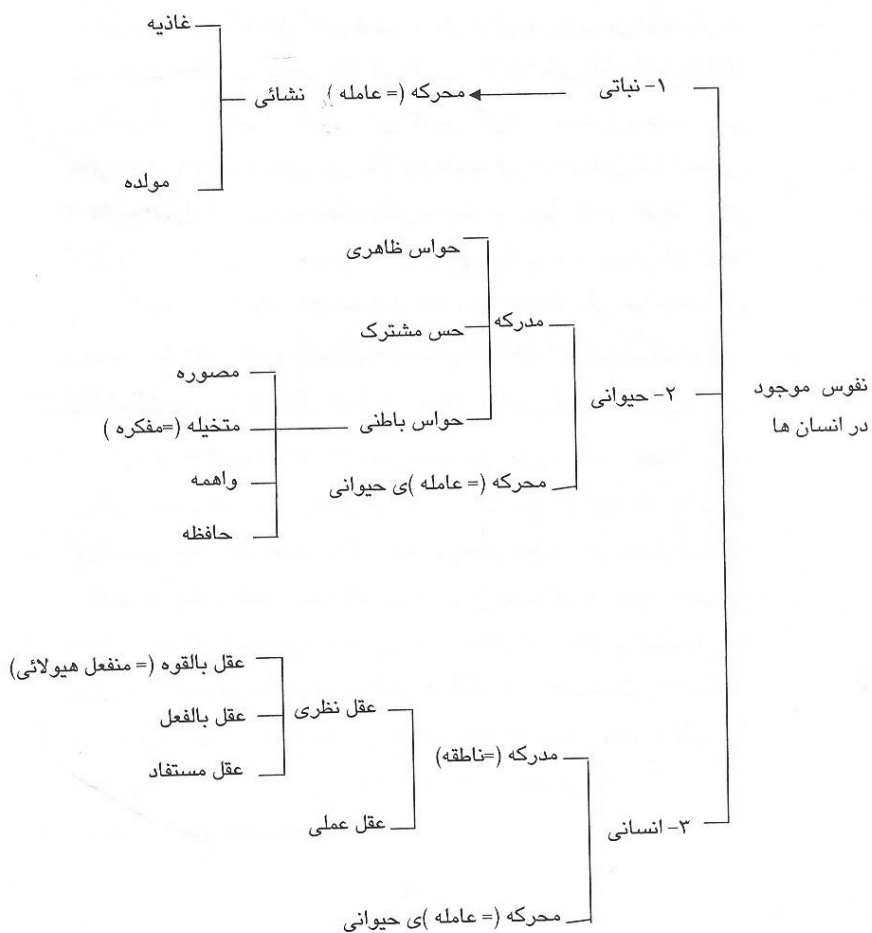 نفوس موجود
در انسان ها
۱- نباتی
محرکه (= عامله ) نشائی
غاذیه
مولده
۲- حیوانی
مدرکه
حواس ظاهری
حس مشترک
حواس باطنی
مصوره
متخیله (=مفکره )
واهمه
حافظه
محرکه (= عامله )ی حیوانی
۳- انسانی
مدرکه (=ناطقه)
عقل نظری
عقل بالقوه (= منفعل هیولائی)
عقل بالفعل
عقل مستفاد
عقل عملی
محرکه (= عامله )ی حیوانی